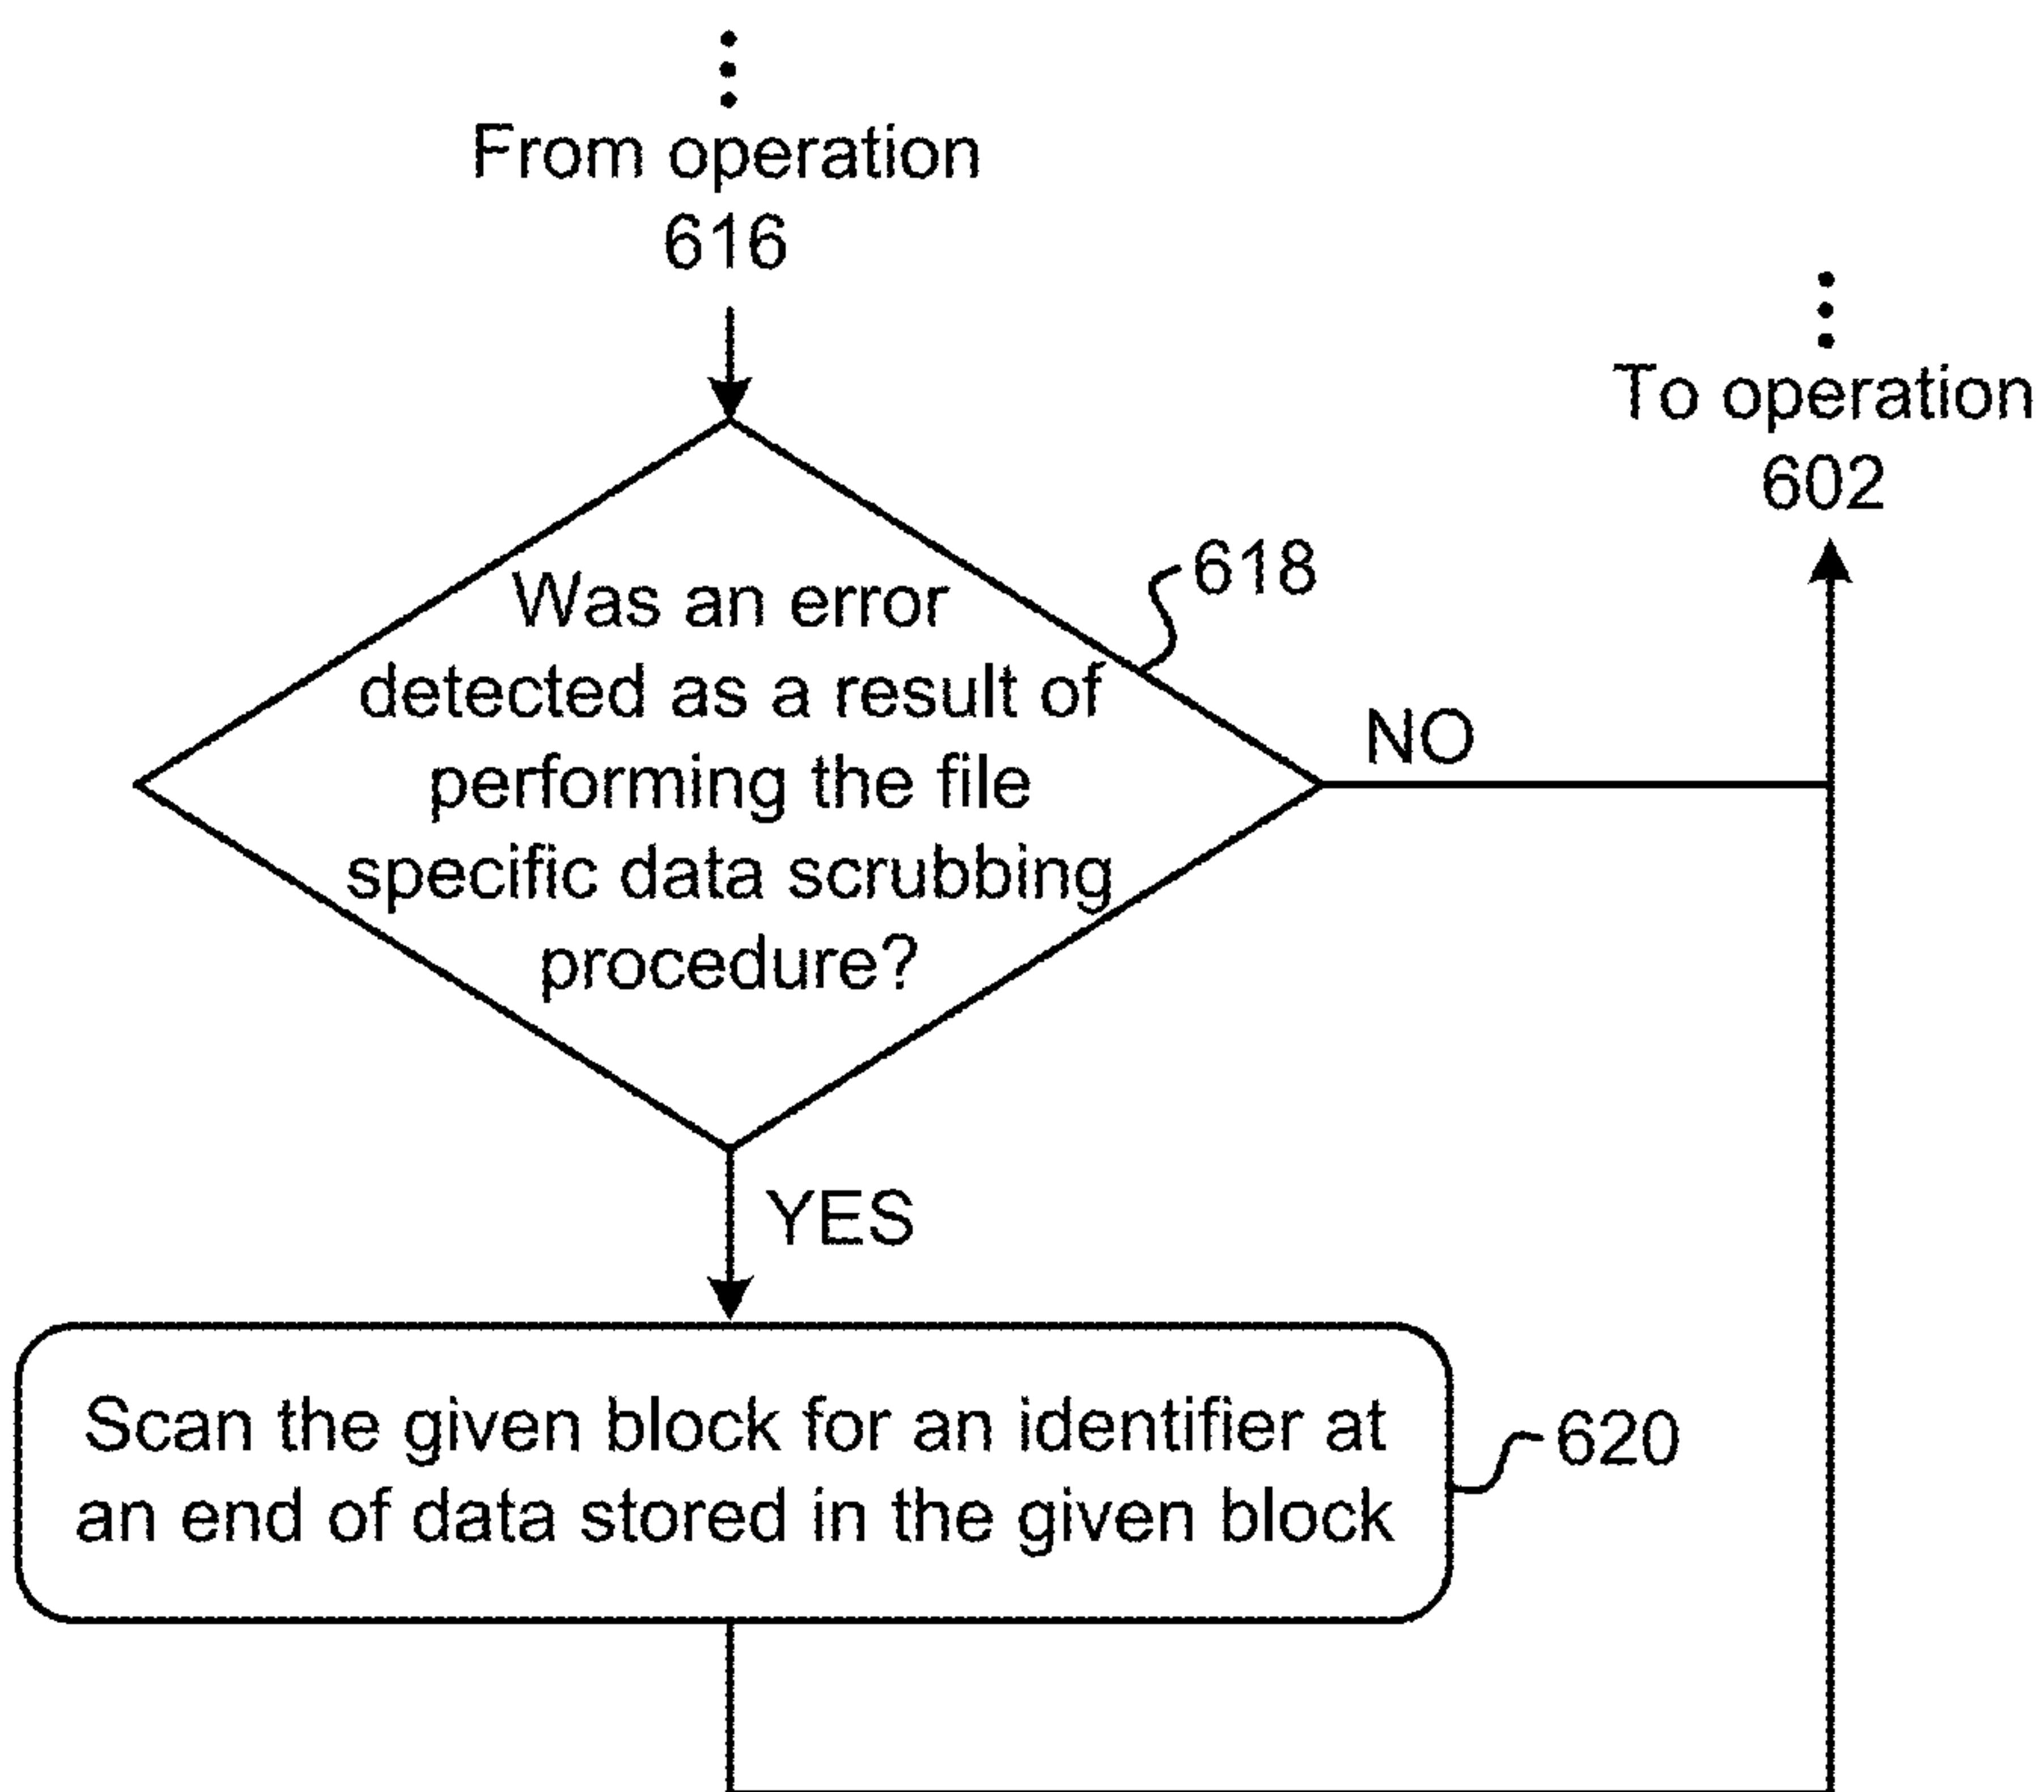 From operation
616
To operation
602
618
Was an error
detected as a result of
performing the file
specific data scrubbing
procedure?
NO
YES
Scan the given block for an identifier at
an end of data stored in the given block
620